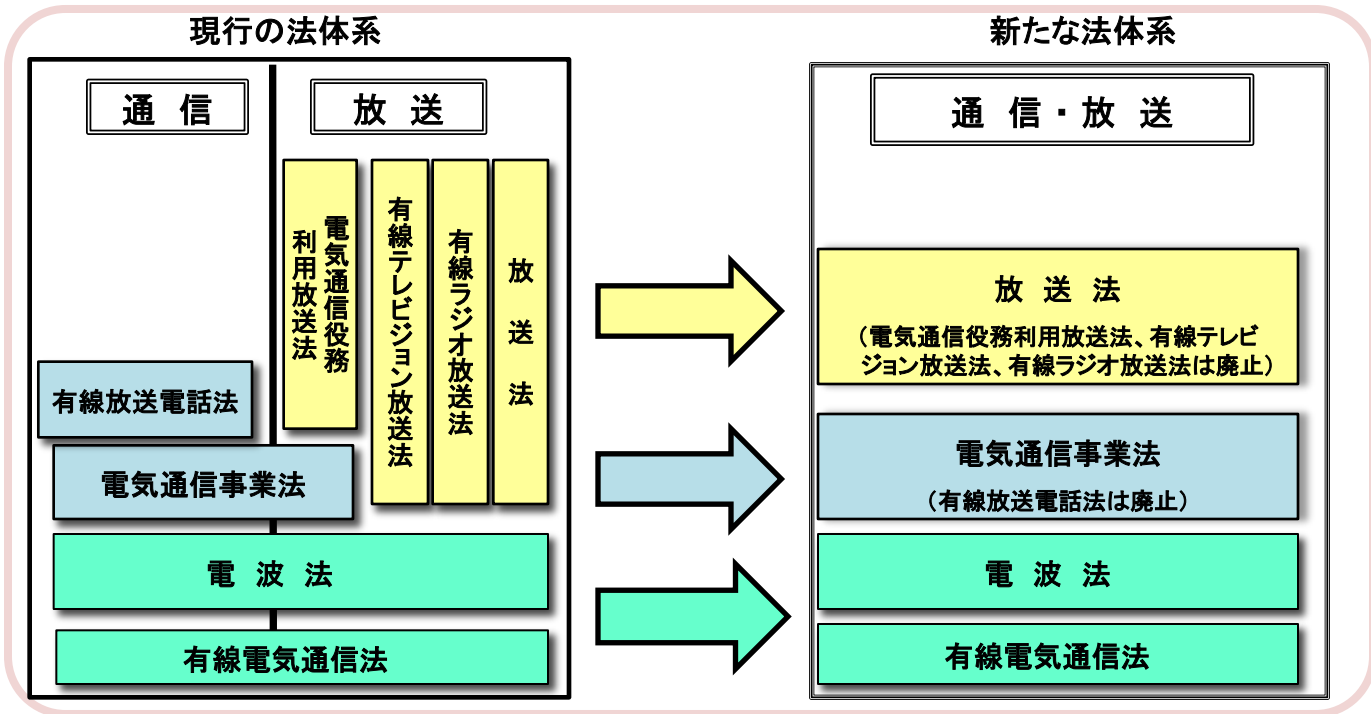 現行の法体系
通 信
放 送
電気通信役務
利用放送法
有線テレビジョン放送法
有線ラジオ放送法
放 送 法
有線放送電話法
電気通信事業法
電 波 法
有線電気通信法
新たな法体系
通 信・放 送
放 送 法
(電気通信役務利用放送法、有線テレビ
ジョン放送法、有線ラジオ放送法は廃止)
電気通信事業法
(有線放送電話法は廃止)
電 波 法
有線電気通信法